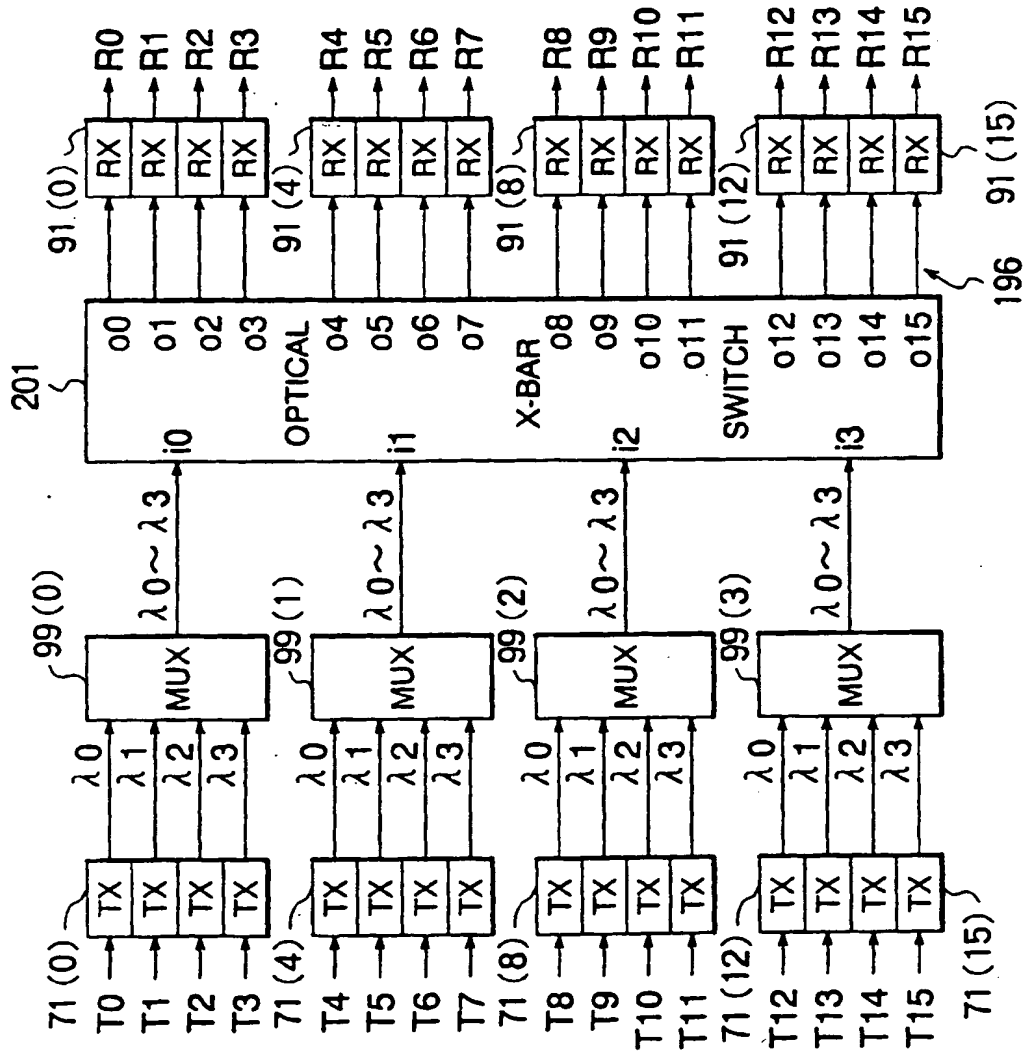 71 (0)
T0 TX λ0
T1 TX λ1
T2 TX λ2
T3 TX λ3
99 (0)
MUX
λ0~λ3
71 (4)
T4 TX λ0
T5 TX λ1
T6 TX λ2
T7 TX λ3
99 (1)
MUX
λ0~λ3
71 (8)
T8 TX λ0
T9 TX λ1
T10 TX λ2
T11 TX λ3
99 (2)
MUX
λ0~λ3
71 (12)
T12 TX λ0
T13 TX λ1
T14 TX λ2
T15 TX λ3
71 (15)
99 (3)
MUX
λ0~λ3
201
i0
i1
i2
i3
OPTICAL
X-BAR
SWITCH
91 (0)
o0 RX R0
o1 RX R1
o2 RX R2
o3 RX R3
91 (4)
o4 RX R4
o5 RX R5
o6 RX R6
o7 RX R7
91 (8)
o8 RX R8
o9 RX R9
o10 RX R10
o11 RX R11
91 (12)
o12 RX R12
o13 RX R13
o14 RX R14
o15 RX R15
91 (15)
196